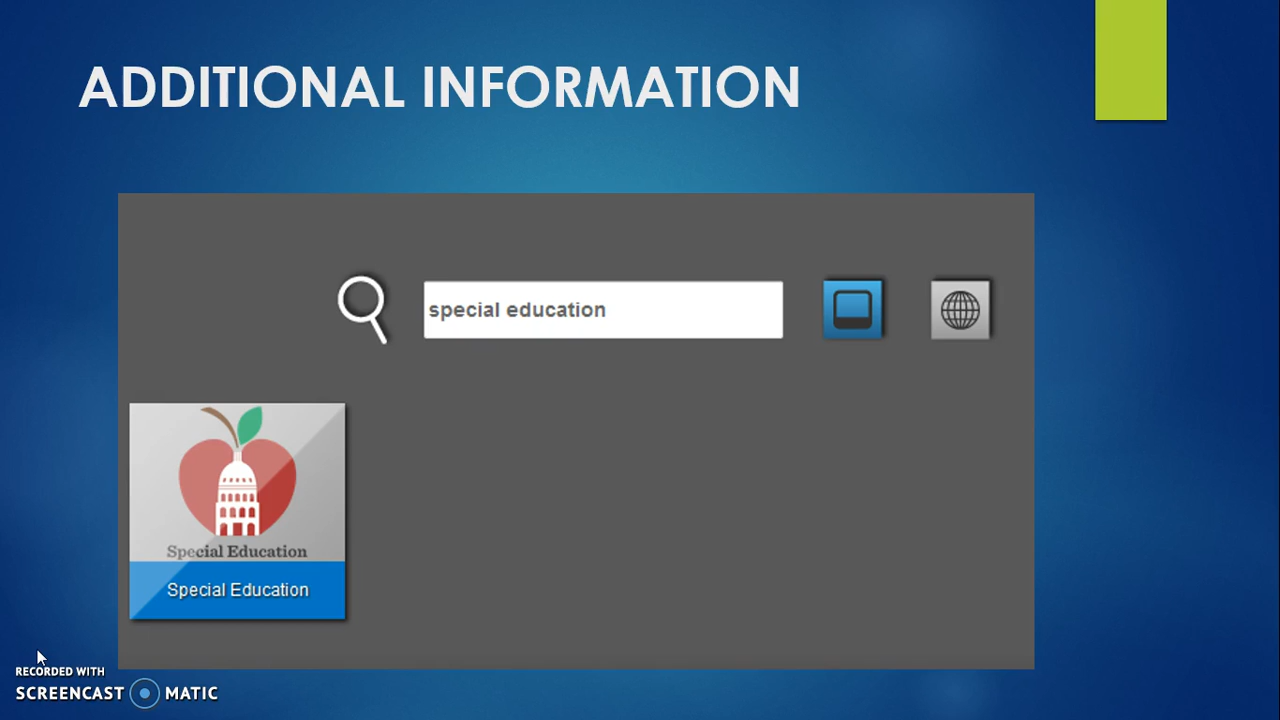 ADDITIONAL INFORMATION
special education
Special Education
Special Education
RECORDED WITH
SCREENCAST MATIC